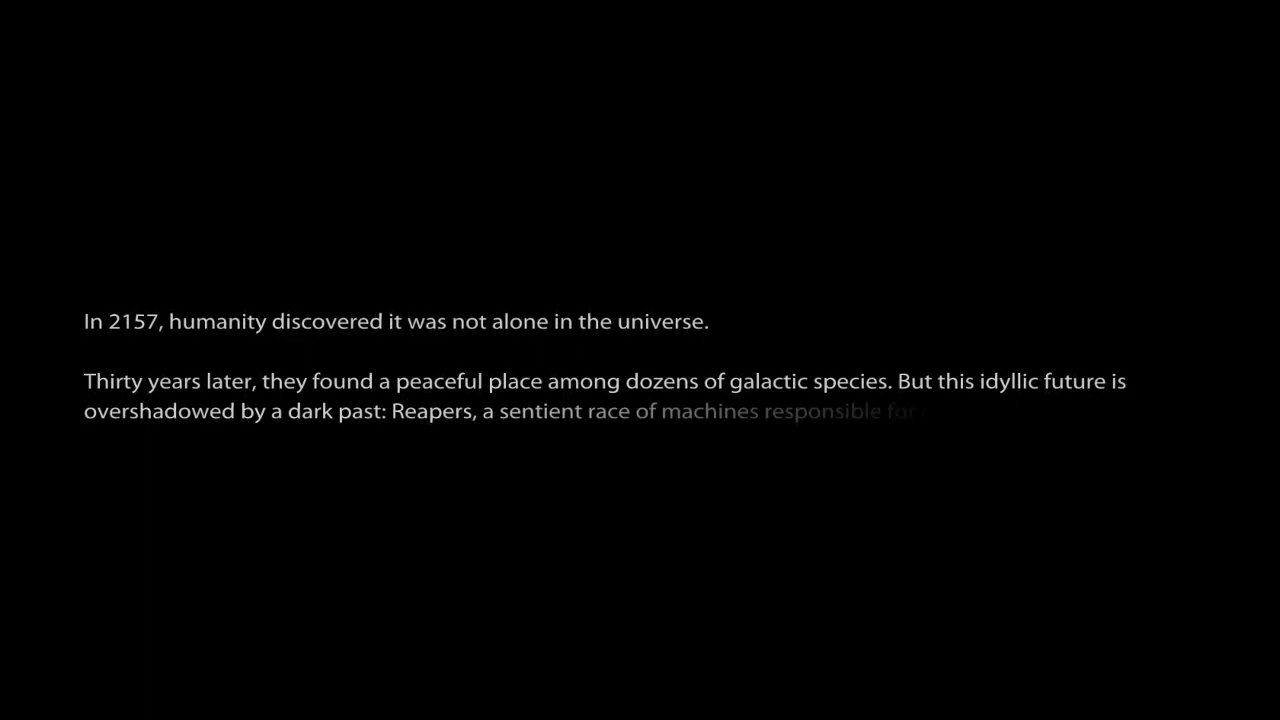 In 2157, humanity discovered it was not alone in the universe.
Thirty years later, they found a peaceful place among dozens of galactic species. But this idyllic future is
overshadowed by a dark past: Reapers, a sentient race of machines responsible for